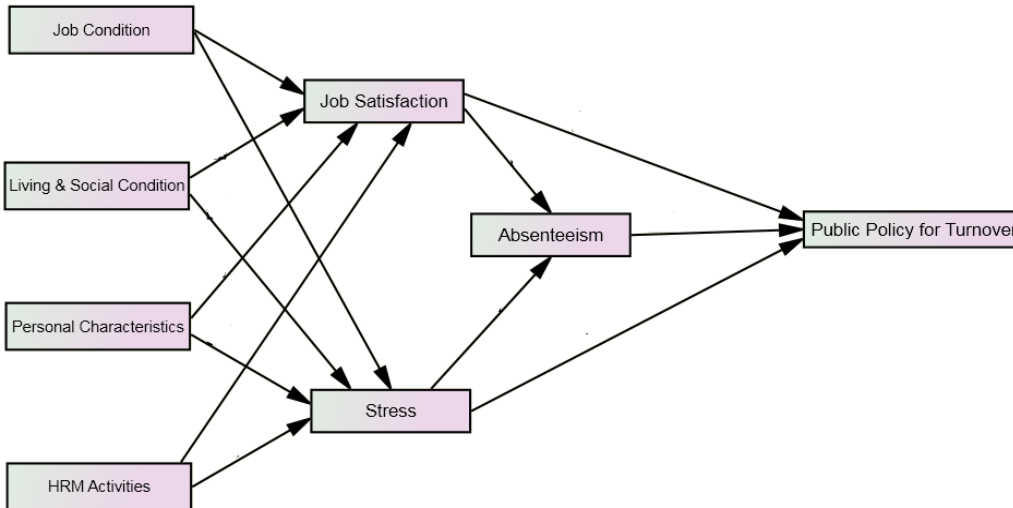 Job Condition
Job Satisfaction
Living & Social Condition
Absenteeism
Public Policy for Turnover
Personal Characteristics
Stress
HRM Activities